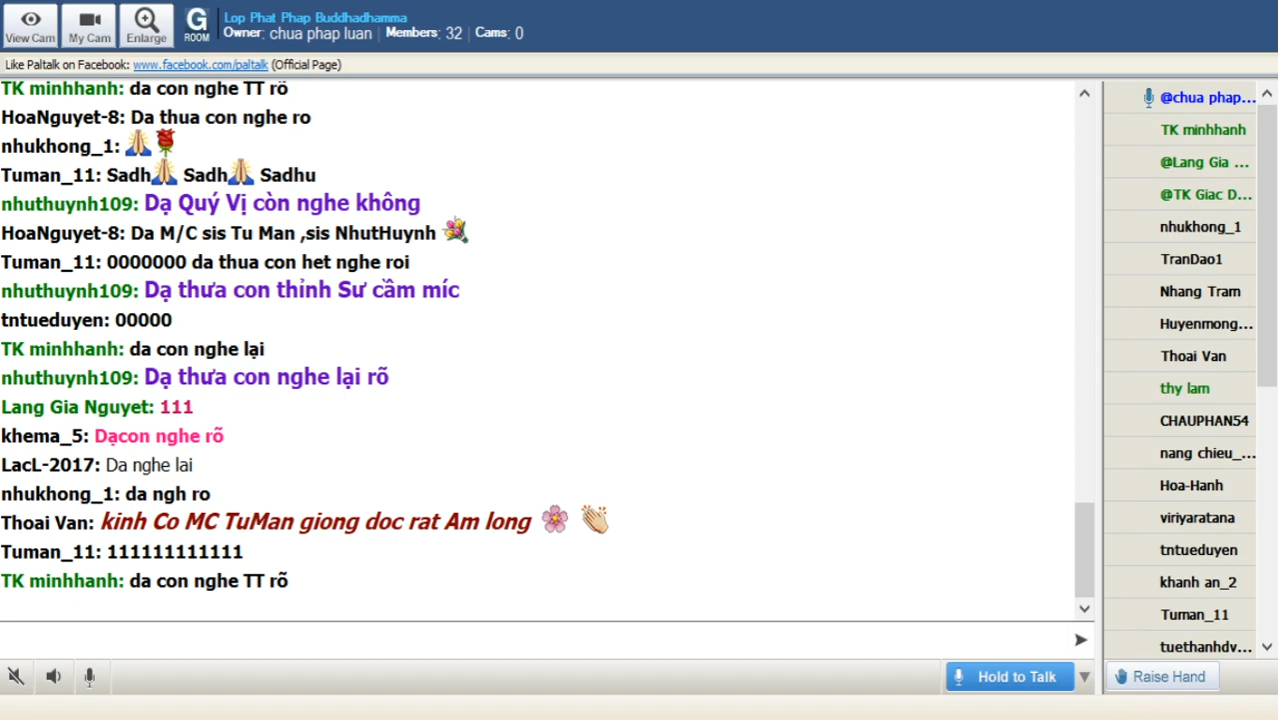 View Cam
My Cam
Enlarge
G ROOM
Lop Phat Phap Buddhadhamma
Owner: chua phap luan | Members: 32 | Cams: 0
Like Paltalk on Facebook: www.facebook.com/paltalk (Official Page)
TK minhhanh: da con nghe TT rõ
HoaNguyet-8: Da thua con nghe ro
nhukhong_1:
Tuman_11: Sadh Sadh Sadhu
nhuthuynh109: Dạ Quý Vị còn nghe không
HoaNguyet-8: Da M/C sis Tu Man ,sis NhutHuynh
Tuman_11: 0000000 da thua con het nghe roi
nhuthuynh109: Dạ thưa con thỉnh Sư cầm míc
tntueduyen: 00000
TK minhhanh: da con nghe lại
nhuthuynh109: Dạ thưa con nghe lại rõ
Lang Gia Nguyet: 111
khema_5: Dạcon nghe rõ
LacL-2017: Da nghe lai
nhukhong_1: da ngh ro
Thoai Van: kinh Co MC TuMan giong doc rat Am long
Tuman_11: 111111111111
TK minhhanh: da con nghe TT rõ
@chua phap...
TK minhhanh
@Lang Gia ...
@TK Giac D...
nhukhong_1
TranDao1
Nhang Tram
Huyenmong...
Thoai Van
thy lam
CHAUPHAN54
nang chieu_...
Hoa-Hanh
viriyaratana
tntueduyen
khanh an_2
Tuman_11
tuethanhdv...
Hold to Talk
Raise Hand